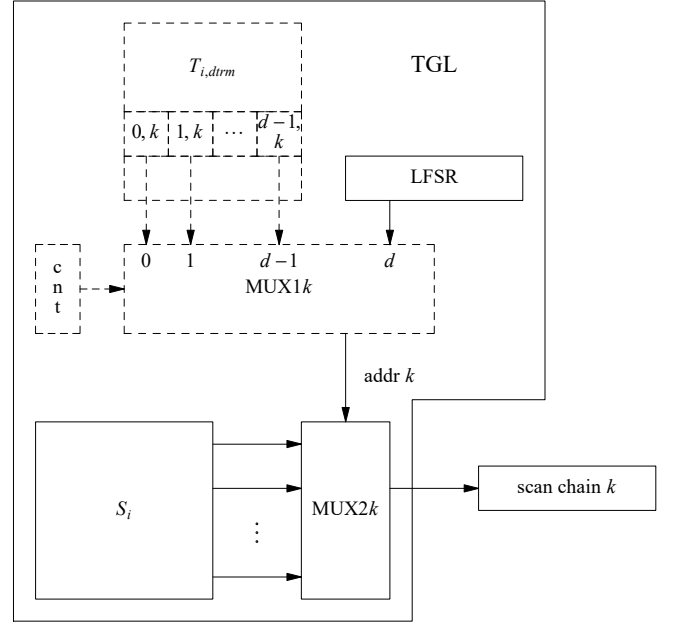 T_{i,dtrm}
TGL
0, k
1, k
⋯
d−1, k
LFSR
c n t
0
1
d−1
d
MUX1k
addr k
S_i
⋮
MUX2k
scan chain k